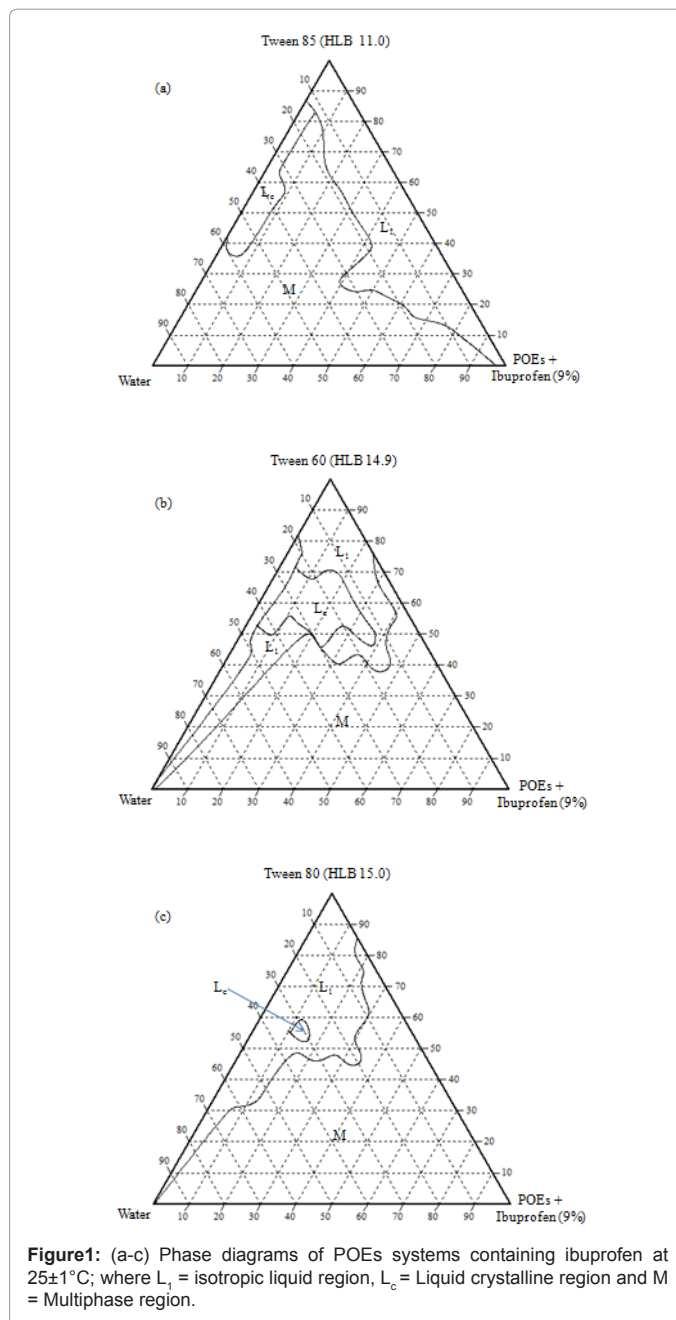 Tween 85 (HLB 11.0)
(a)
10
20
30
40
50
60
70
80
90
90
80
70
60
50
40
30
20
10
Lc
L1
M
Water
10 20 30 40 50 60 70 80 90
POEs +
Ibuprofen (9%)
Tween 60 (HLB 14.9)
(b)
10
20
30
40
50
60
70
80
90
90
80
70
60
50
40
30
20
10
L1
Lc
L1
M
Water
10 20 30 40 50 60 70 80 90
POEs +
Ibuprofen (9%)
Tween 80 (HLB 15.0)
(c)
10
20
30
40
50
60
70
80
90
90
80
70
60
50
40
30
20
10
Lc
L1
M
Water
10 20 30 40 50 60 70 80 90
POEs +
Ibuprofen (9%)
Figure1: (a-c) Phase diagrams of POEs systems containing ibuprofen at
25±1°C; where L1 = isotropic liquid region, Lc = Liquid crystalline region and M
= Multiphase region.